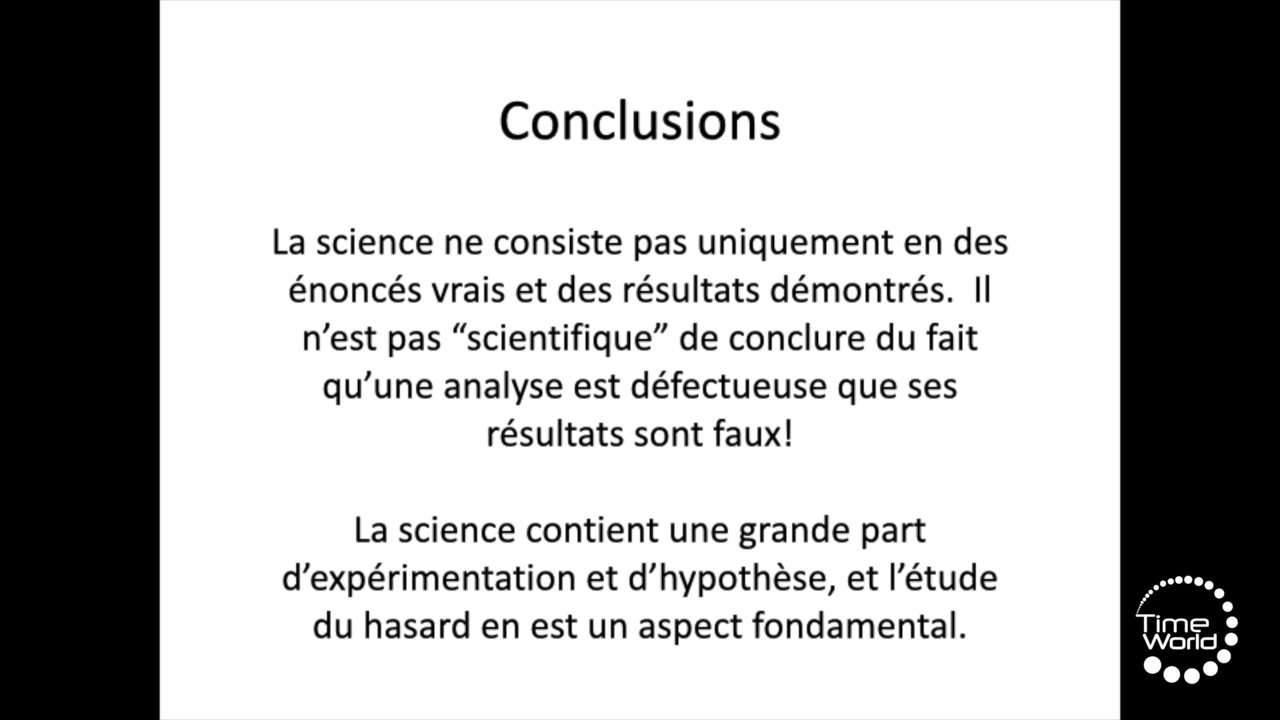 Conclusions
La science ne consiste pas uniquement en des
énoncés vrais et des résultats démontrés.  Il
n’est pas “scientifique” de conclure du fait
qu’une analyse est défectueuse que ses
résultats sont faux!
La science contient une grande part
d’expérimentation et d’hypothèse, et l’étude
du hasard en est un aspect fondamental.
Time
World